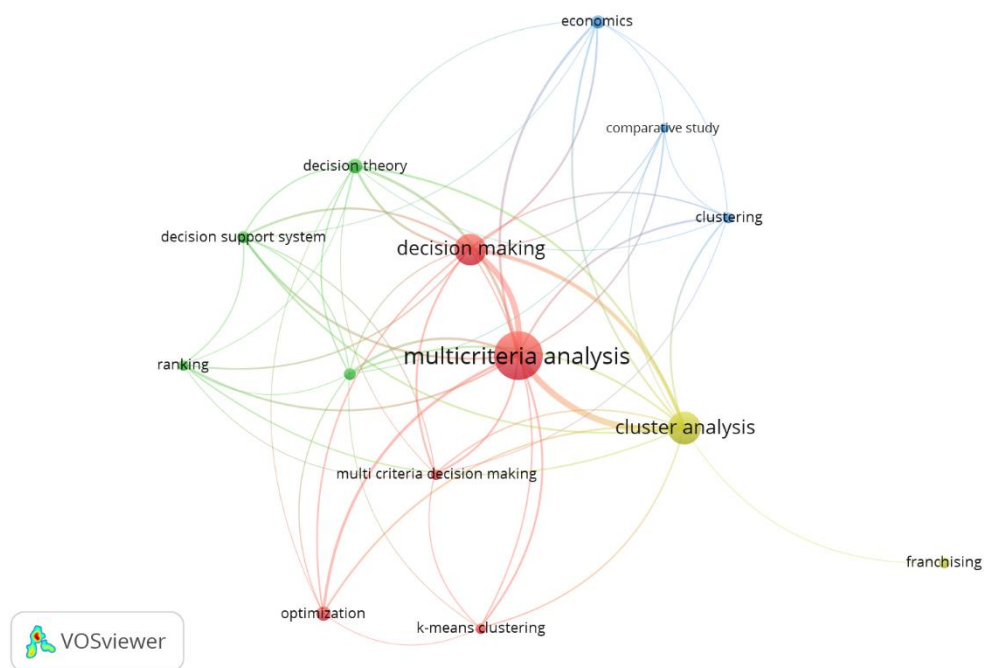 economics
comparative study
decision theory
clustering
decision support system
decision making
multicriteria analysis
ranking
cluster analysis
multi criteria decision making
franchising
optimization
k-means clustering
VOSviewer